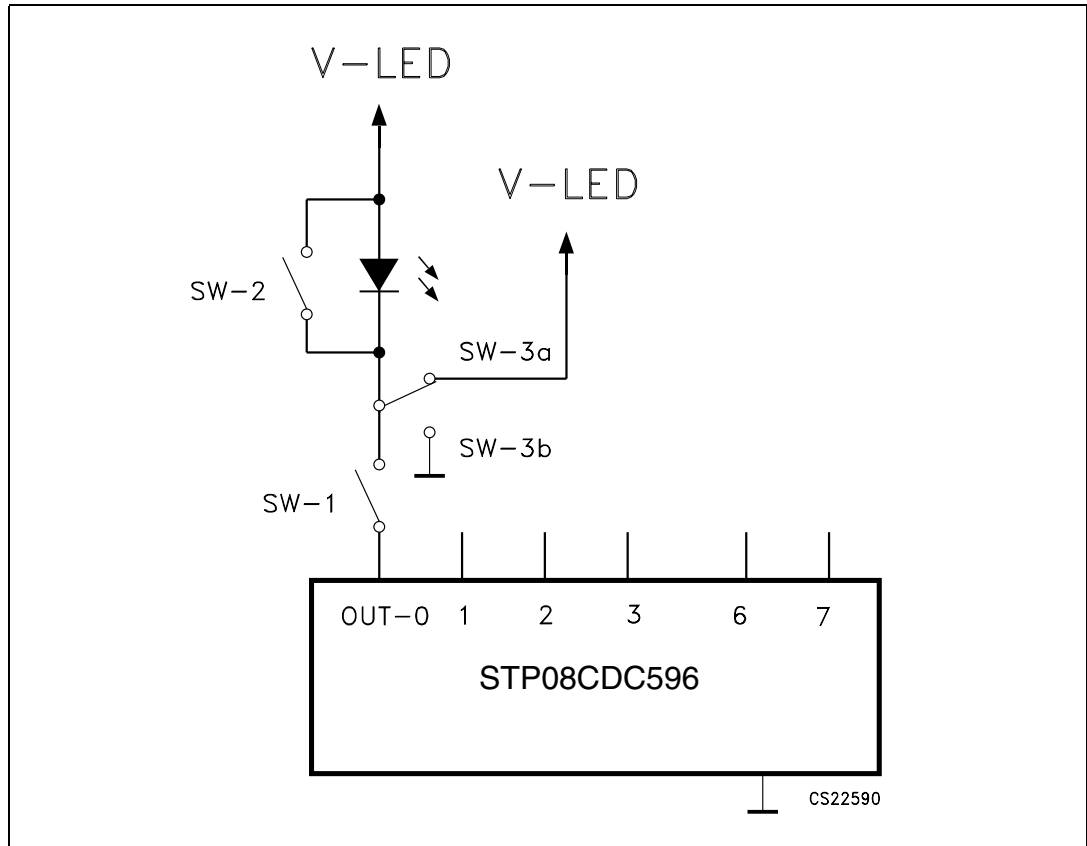 V-LED
V-LED
SW-2
SW-3a
SW-3b
SW-1
OUT-0 1 2 3 6 7
STP08CDC596
CS22590